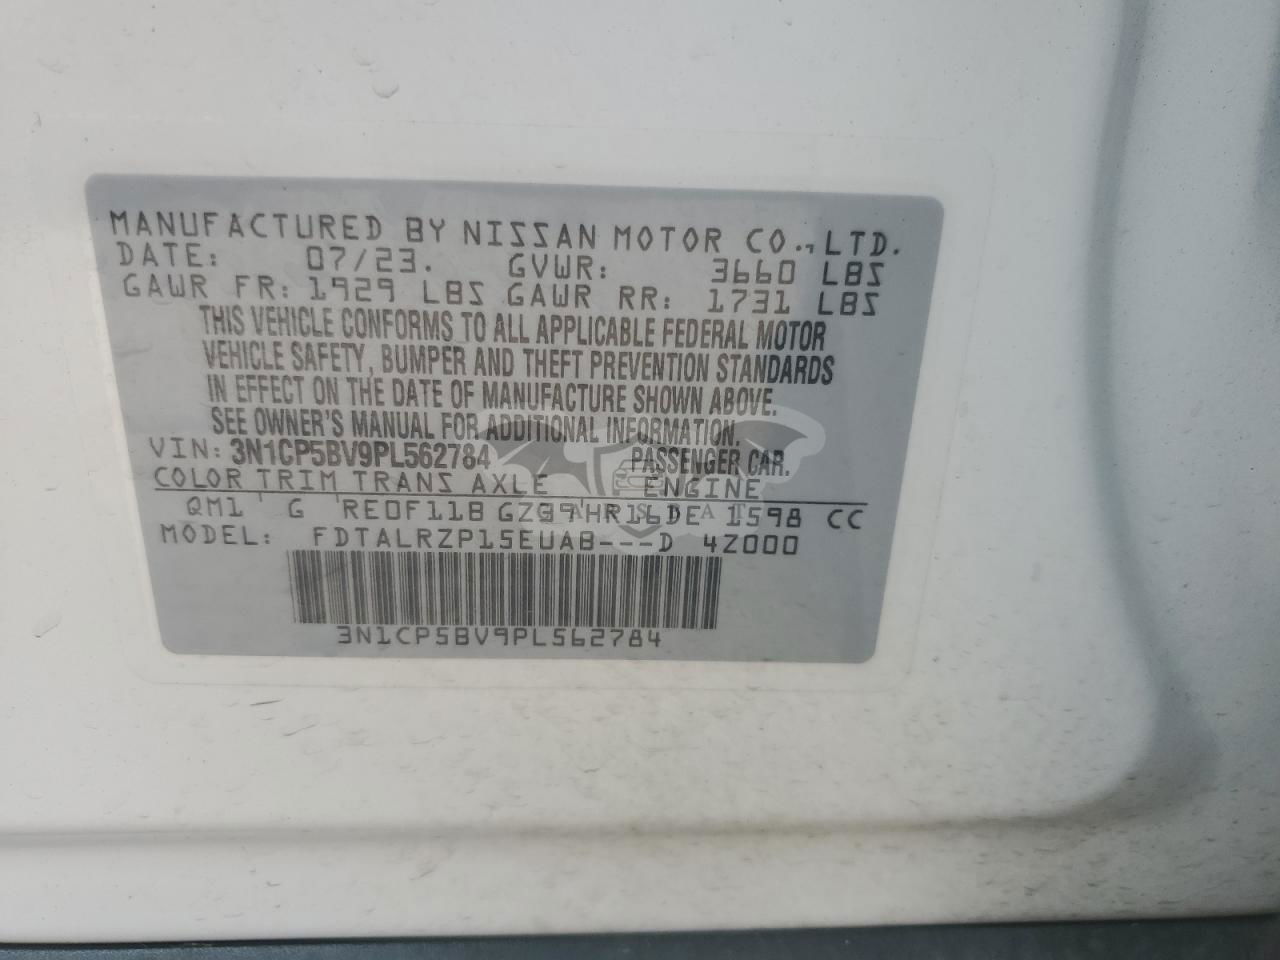 MANUFACTURED BY NISSAN MOTOR CO., LTD.
DATE: 07/23. GVWR: 3660 LBS
GAWR FR: 1929 LBS GAWR RR: 1731 LBS
THIS VEHICLE CONFORMS TO ALL APPLICABLE FEDERAL MOTOR
VEHICLE SAFETY, BUMPER AND THEFT PREVENTION STANDARDS
IN EFFECT ON THE DATE OF MANUFACTURE SHOWN ABOVE.
SEE OWNER'S MANUAL FOR ADDITIONAL INFORMATION.
VIN: 3N1CP5BV9PL562784 PASSENGER CAR.
COLOR TRIM TRANS AXLE ENGINE
QM1 G RE0F11B GZ39 HR16DE 1598 CC
MODEL: FDTALRZP15EUAB---D 4Z000
3N1CP5BV9PL562784